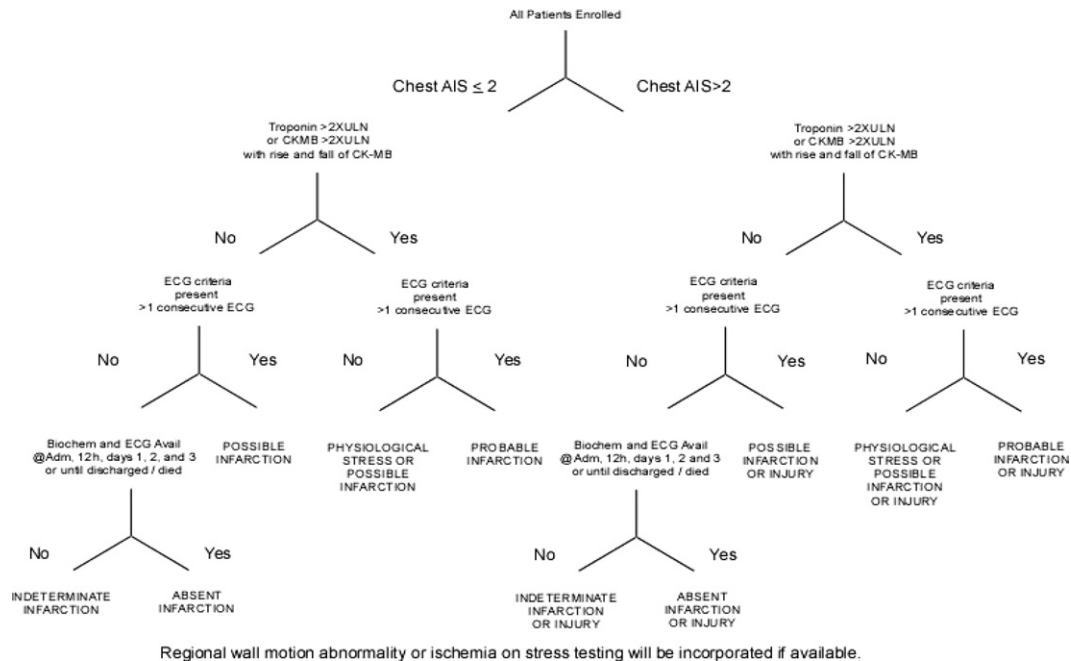 All Patients Enrolled
Chest AIS ≤ 2
Chest AIS>2
Troponin >2XULN
or CKMB >2XULN
with rise and fall of CK-MB
Troponin >2XULN
or CKMB >2XULN
with rise and fall of CK-MB
No
Yes
No
Yes
ECG criteria
present
>1 consecutive ECG
ECG criteria
present
>1 consecutive ECG
ECG criteria
present
>1 consecutive ECG
ECG criteria
present
>1 consecutive ECG
No
Yes
No
Yes
No
Yes
No
Yes
Biochem and ECG Avail
@Adm, 12h, days 1, 2, and 3
or until discharged / died
POSSIBLE
INFARCTION
PHYSIOLOGICAL
STRESS OR
POSSIBLE
INFARCTION
PROBABLE
INFARCTION
Biochem and ECG Avail
@Adm, 12h, days 1, 2 and 3
or until discharged / died
POSSIBLE
INFARCTION
OR INJURY
PHYSIOLOGICAL
STRESS OR
POSSIBLE
INFARCTION
OR INJURY
PROBABLE
INFARCTION
OR INJURY
No
Yes
No
Yes
INDETERMINATE
INFARCTION
ABSENT
INFARCTION
INDETERMINATE
INFARCTION
OR INJURY
ABSENT
INFARCTION
OR INJURY
Regional wall motion abnormality or ischemia on stress testing will be incorporated if available.